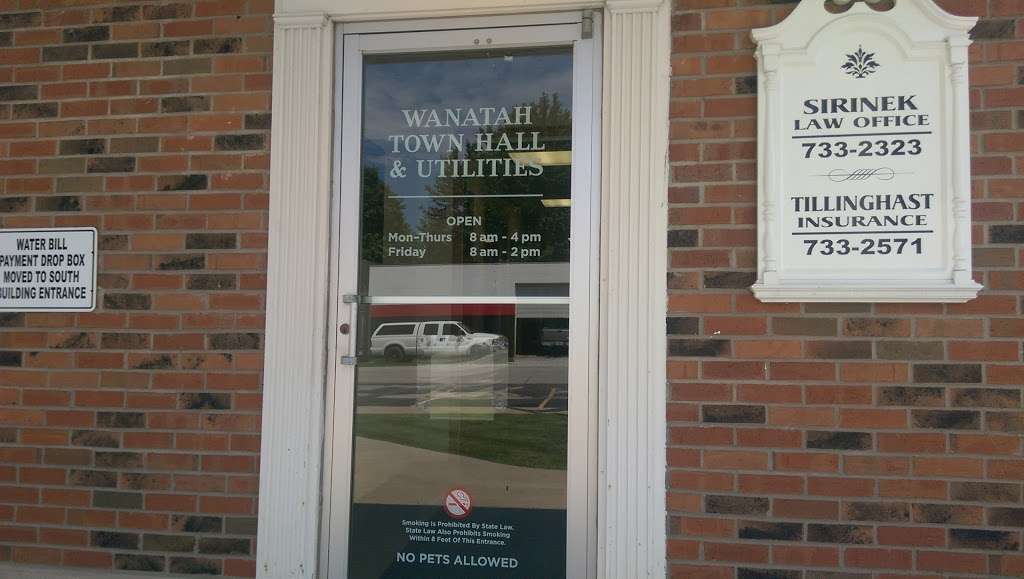 WATER BILL
PAYMENT DROP BOX
MOVED TO SOUTH
BUILDING ENTRANCE
WANATAH
TOWN HALL
& UTILITIES
OPEN
Mon-Thurs 8 am - 4 pm
Friday 8 am - 2 pm
Smoking Is Prohibited By State Law.
State Law Also Prohibits Smoking
Within 8 Feet Of This Entrance.
NO PETS ALLOWED
SIRINEK
LAW OFFICE
733-2323
TILLINGHAST
INSURANCE
733-2571